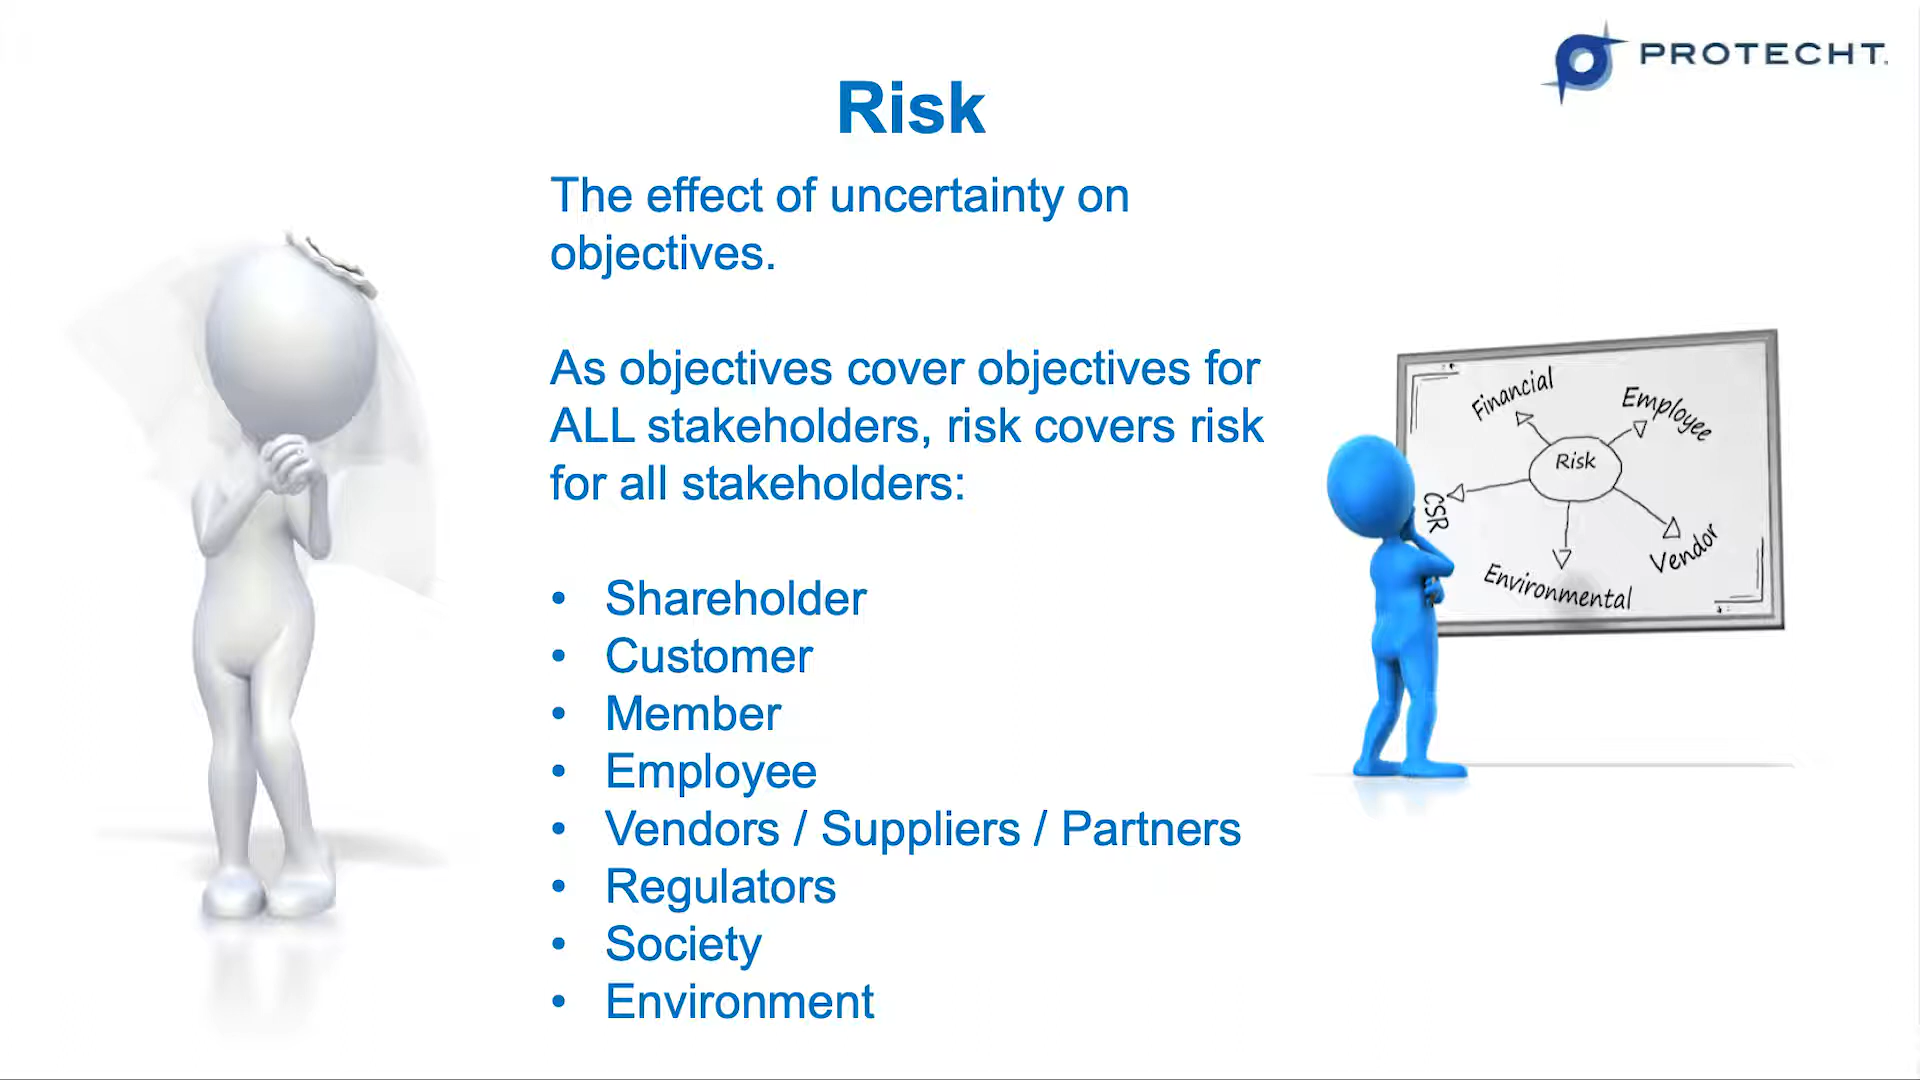 PROTECHT.
Risk
The effect of uncertainty on
objectives.
As objectives cover objectives for
ALL stakeholders, risk covers risk
for all stakeholders:
• Shareholder
• Customer
• Member
• Employee
• Vendors / Suppliers / Partners
• Regulators
• Society
• Environment
Financial
Employee
Risk
CSR
Vendor
Environmental